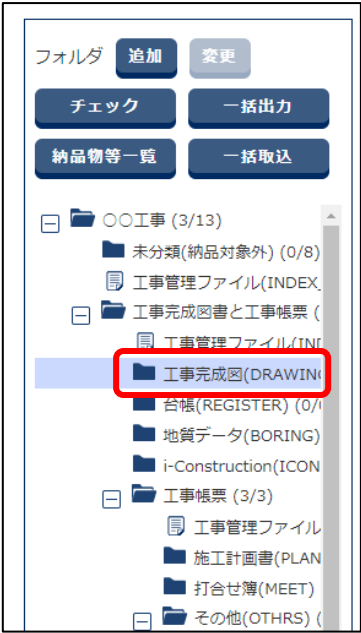 フォルダ 追加 変更
チェック 一括出力
納品物等一覧 一括取込
○○工事 (3/13)
未分類(納品対象外) (0/8)
工事管理ファイル(INDEX_
工事完成図書と工事帳票 (
工事管理ファイル(IND
工事完成図(DRAWING
台帳(REGISTER) (0/
地質データ(BORING)
i-Construction(ICON
工事帳票 (3/3)
工事管理ファイル
施工計画書(PLAN
打合せ簿(MEET)
その他(OTHRS) (